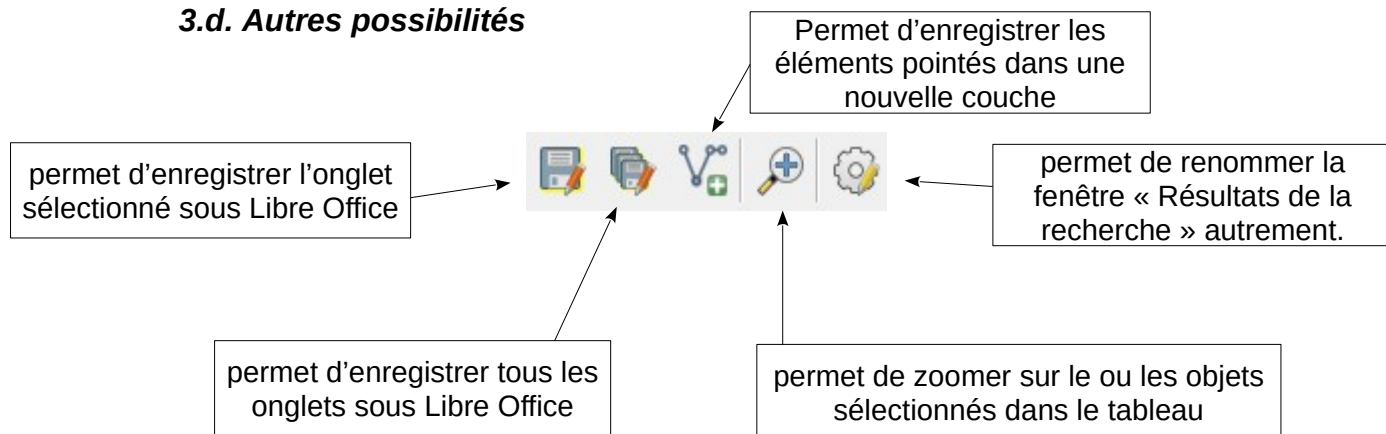 3.d. Autres possibilités
Permet d’enregistrer les
éléments pointés dans une
nouvelle couche
permet d’enregistrer l’onglet
sélectionné sous Libre Office
permet de renommer la
fenêtre « Résultats de la
recherche » autrement.
permet d’enregistrer tous les
onglets sous Libre Office
permet de zoomer sur le ou les objets
sélectionnés dans le tableau